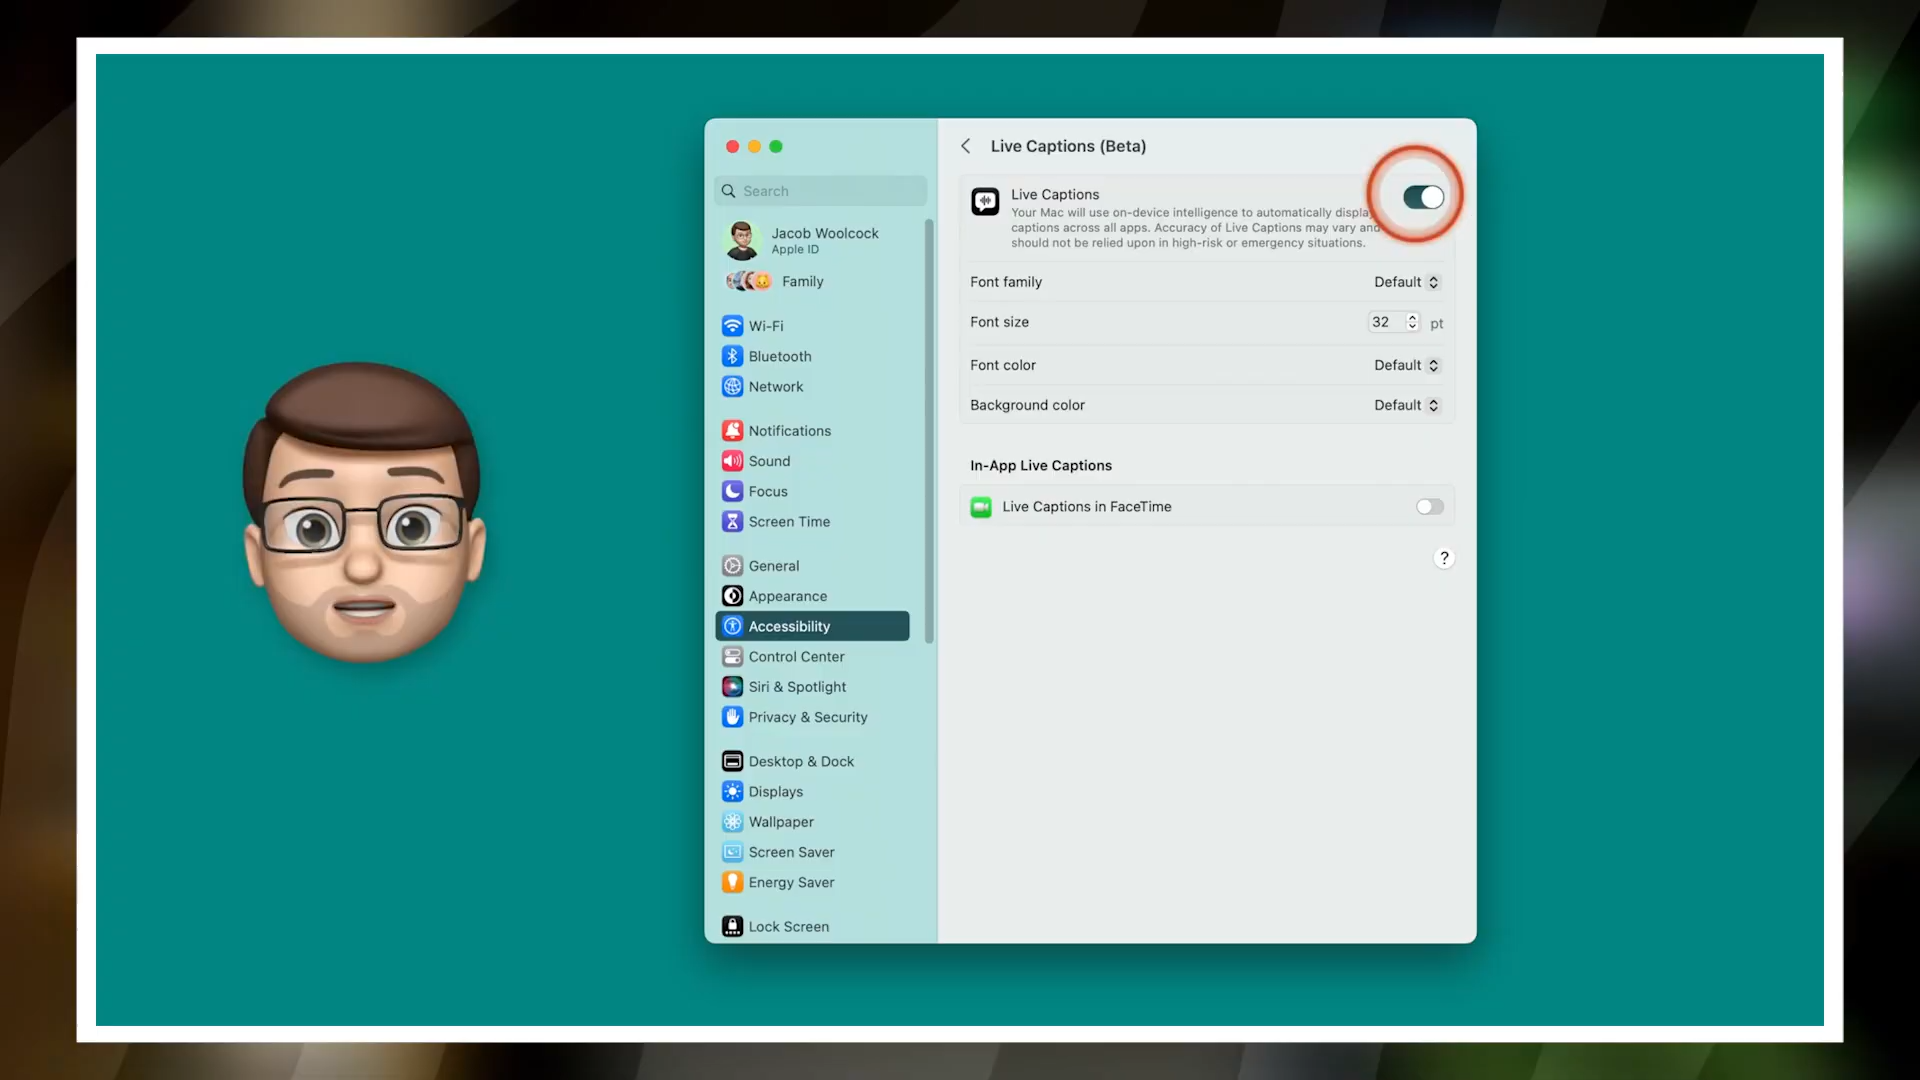 Search
Jacob Woolcock
Apple ID
Family
Wi-Fi
Bluetooth
Network
Notifications
Sound
Focus
Screen Time
General
Appearance
Accessibility
Control Center
Siri & Spotlight
Privacy & Security
Desktop & Dock
Displays
Wallpaper
Screen Saver
Energy Saver
Lock Screen
Live Captions (Beta)
Live Captions
Your Mac will use on-device intelligence to automatically display
captions across all apps. Accuracy of Live Captions may vary and
should not be relied upon in high-risk or emergency situations.
Font family Default
Font size 32 pt
Font color Default
Background color Default
In-App Live Captions
Live Captions in FaceTime
?